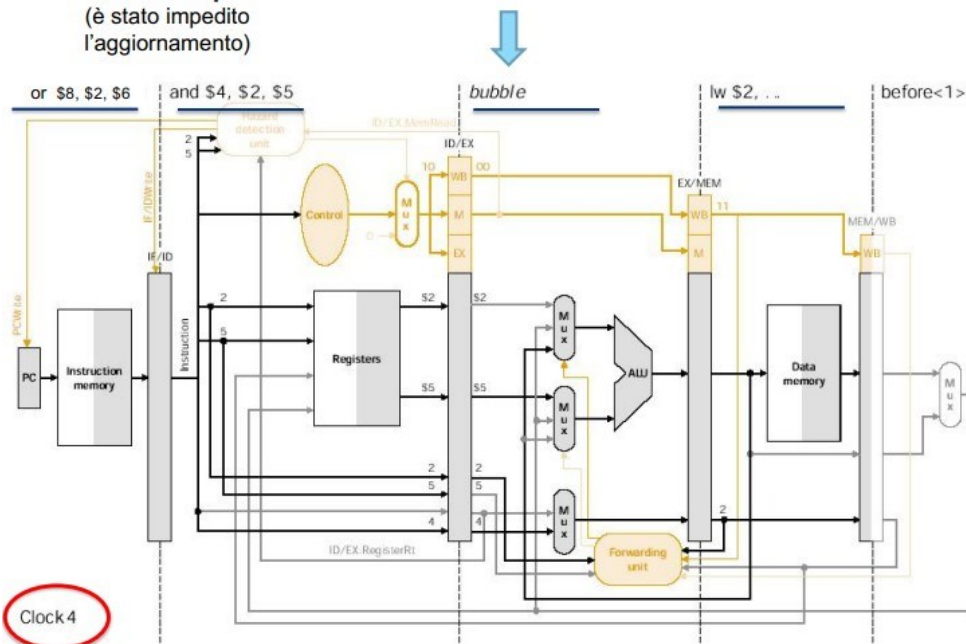 (è stato impedito
l'aggiornamento)
or $8, $2, $6
and $4, $2, $5
bubble
lw $2, . ..
before<1>
Hazard
detection
unit
ID/EX.MemRead
2
5
ID/EX
10
WB
00
EX/MEM
IF/IDWrite
Control
M
u
x
M
WB
11
MEM/WB
0
EX
M
WB
IF/ID
PCWrite
2
$2
$2
M
u
x
Instruction
5
Registers
ALU
PC
Instruction
memory
Data
memory
M
u
x
$5
$5
M
u
x
2
2
5
5
4
4
M
u
x
2
ID/EX.RegisterRt
Forwarding
unit
Clock 4